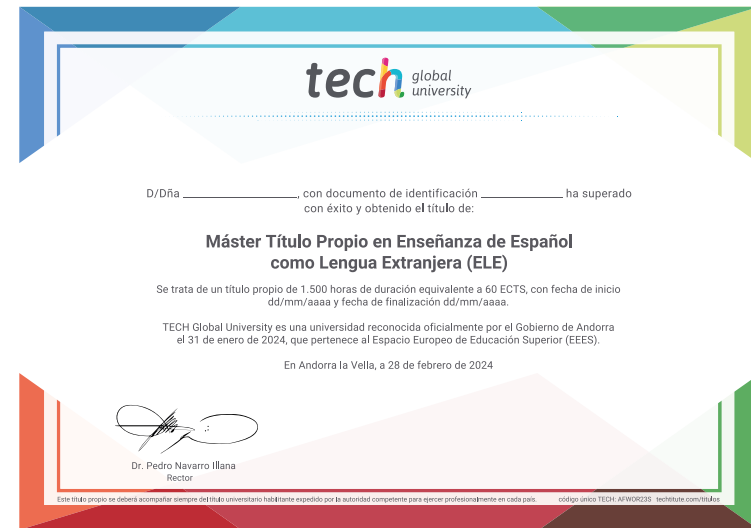 tech global university
D/Dña ____________________, con documento de identificación ______________ ha superado
con éxito y obtenido el título de:
Máster Título Propio en Enseñanza de Español
como Lengua Extranjera (ELE)
Se trata de un título propio de 1.500 horas de duración equivalente a 60 ECTS, con fecha de inicio
dd/mm/aaaa y fecha de finalización dd/mm/aaaa.
TECH Global University es una universidad reconocida oficialmente por el Gobierno de Andorra
el 31 de enero de 2024, que pertenece al Espacio Europeo de Educación Superior (EEES).
En Andorra la Vella, a 28 de febrero de 2024
Dr. Pedro Navarro Illana
Rector
Este título propio se deberá acompañar siempre del título universitario habilitante expedido por la autoridad competente para ejercer profesionalmente en cada país. código único TECH: AFWOR23S techtitute.com/titulos